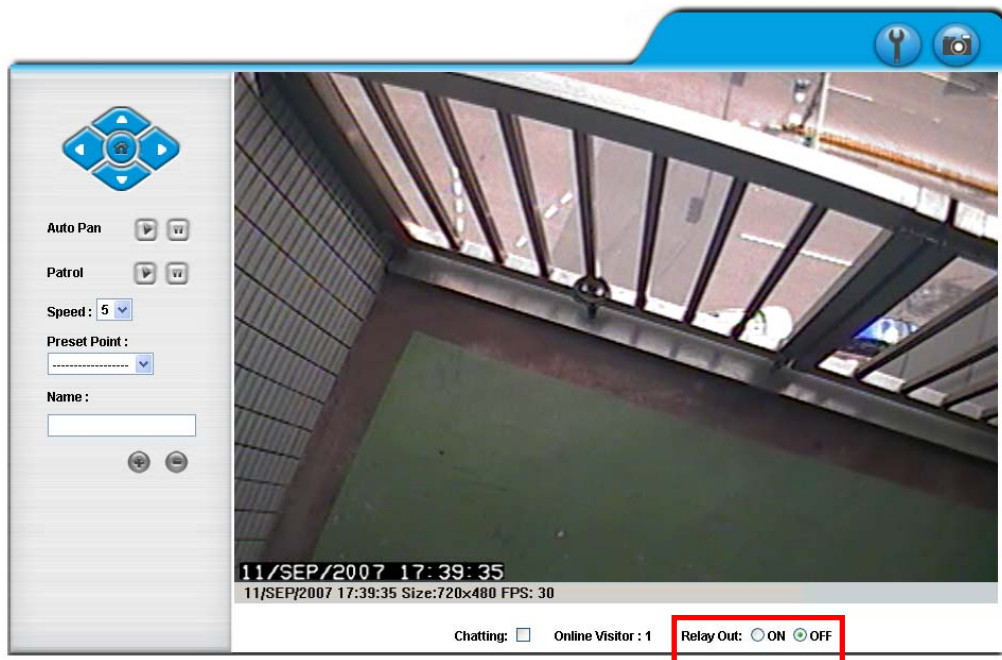 Auto Pan
Patrol
Speed : 5
Preset Point :
------------------
Name :
11/SEP/2007 17:39:35
11/SEP/2007 17:39:35 Size:720x480 FPS: 30
Chatting: Online Visitor : 1 Relay Out: ON OFF